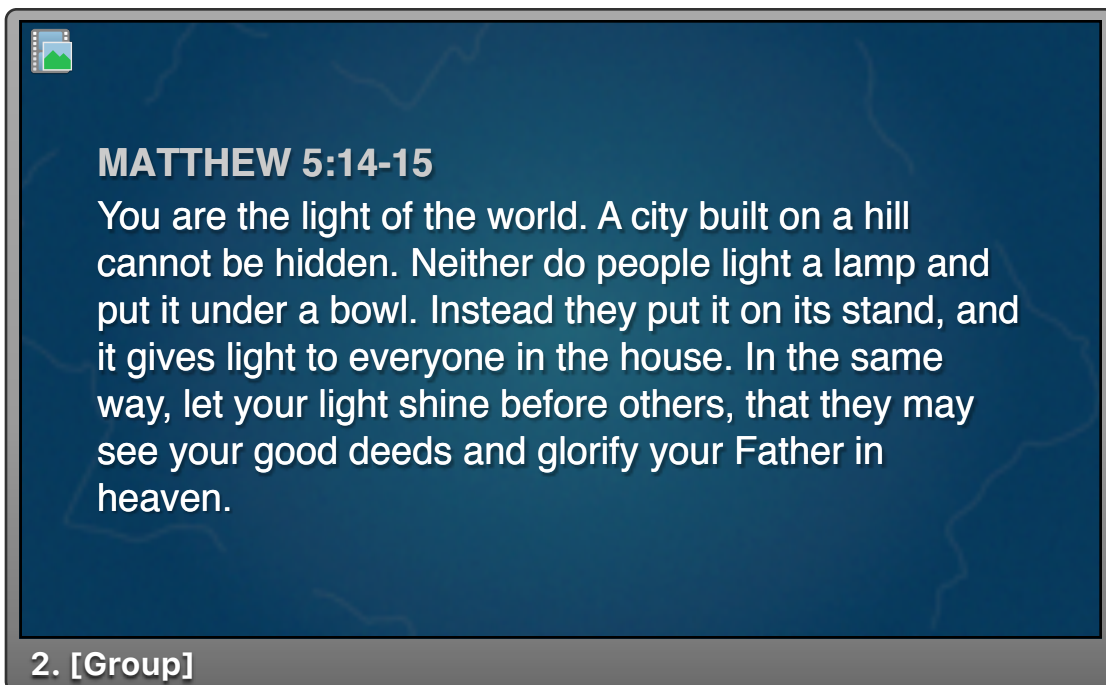 MATTHEW 5:14-15
You are the light of the world. A city built on a hill
cannot be hidden. Neither do people light a lamp and
put it under a bowl. Instead they put it on its stand, and
it gives light to everyone in the house. In the same
way, let your light shine before others, that they may
see your good deeds and glorify your Father in
heaven.
2. [Group]